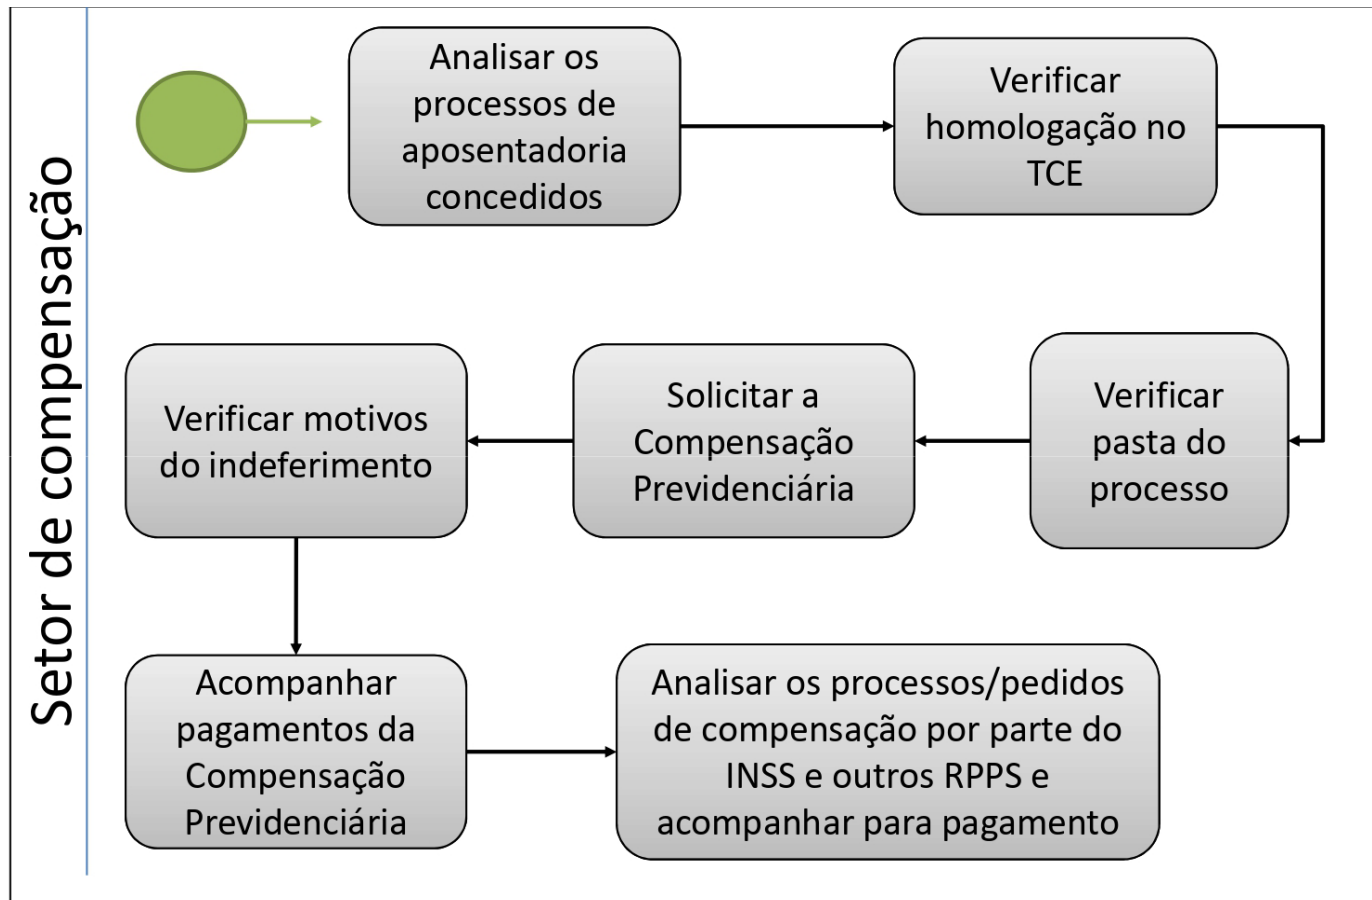 Setor de compensação
Analisar os
processos de
aposentadoria
concedidos
Verificar
homologação no
TCE
Verificar
pasta do
processo
Solicitar a
Compensação
Previdenciária
Verificar motivos
do indeferimento
Acompanhar
pagamentos da
Compensação
Previdenciária
Analisar os processos/pedidos
de compensação por parte do
INSS e outros RPPS e
acompanhar para pagamento